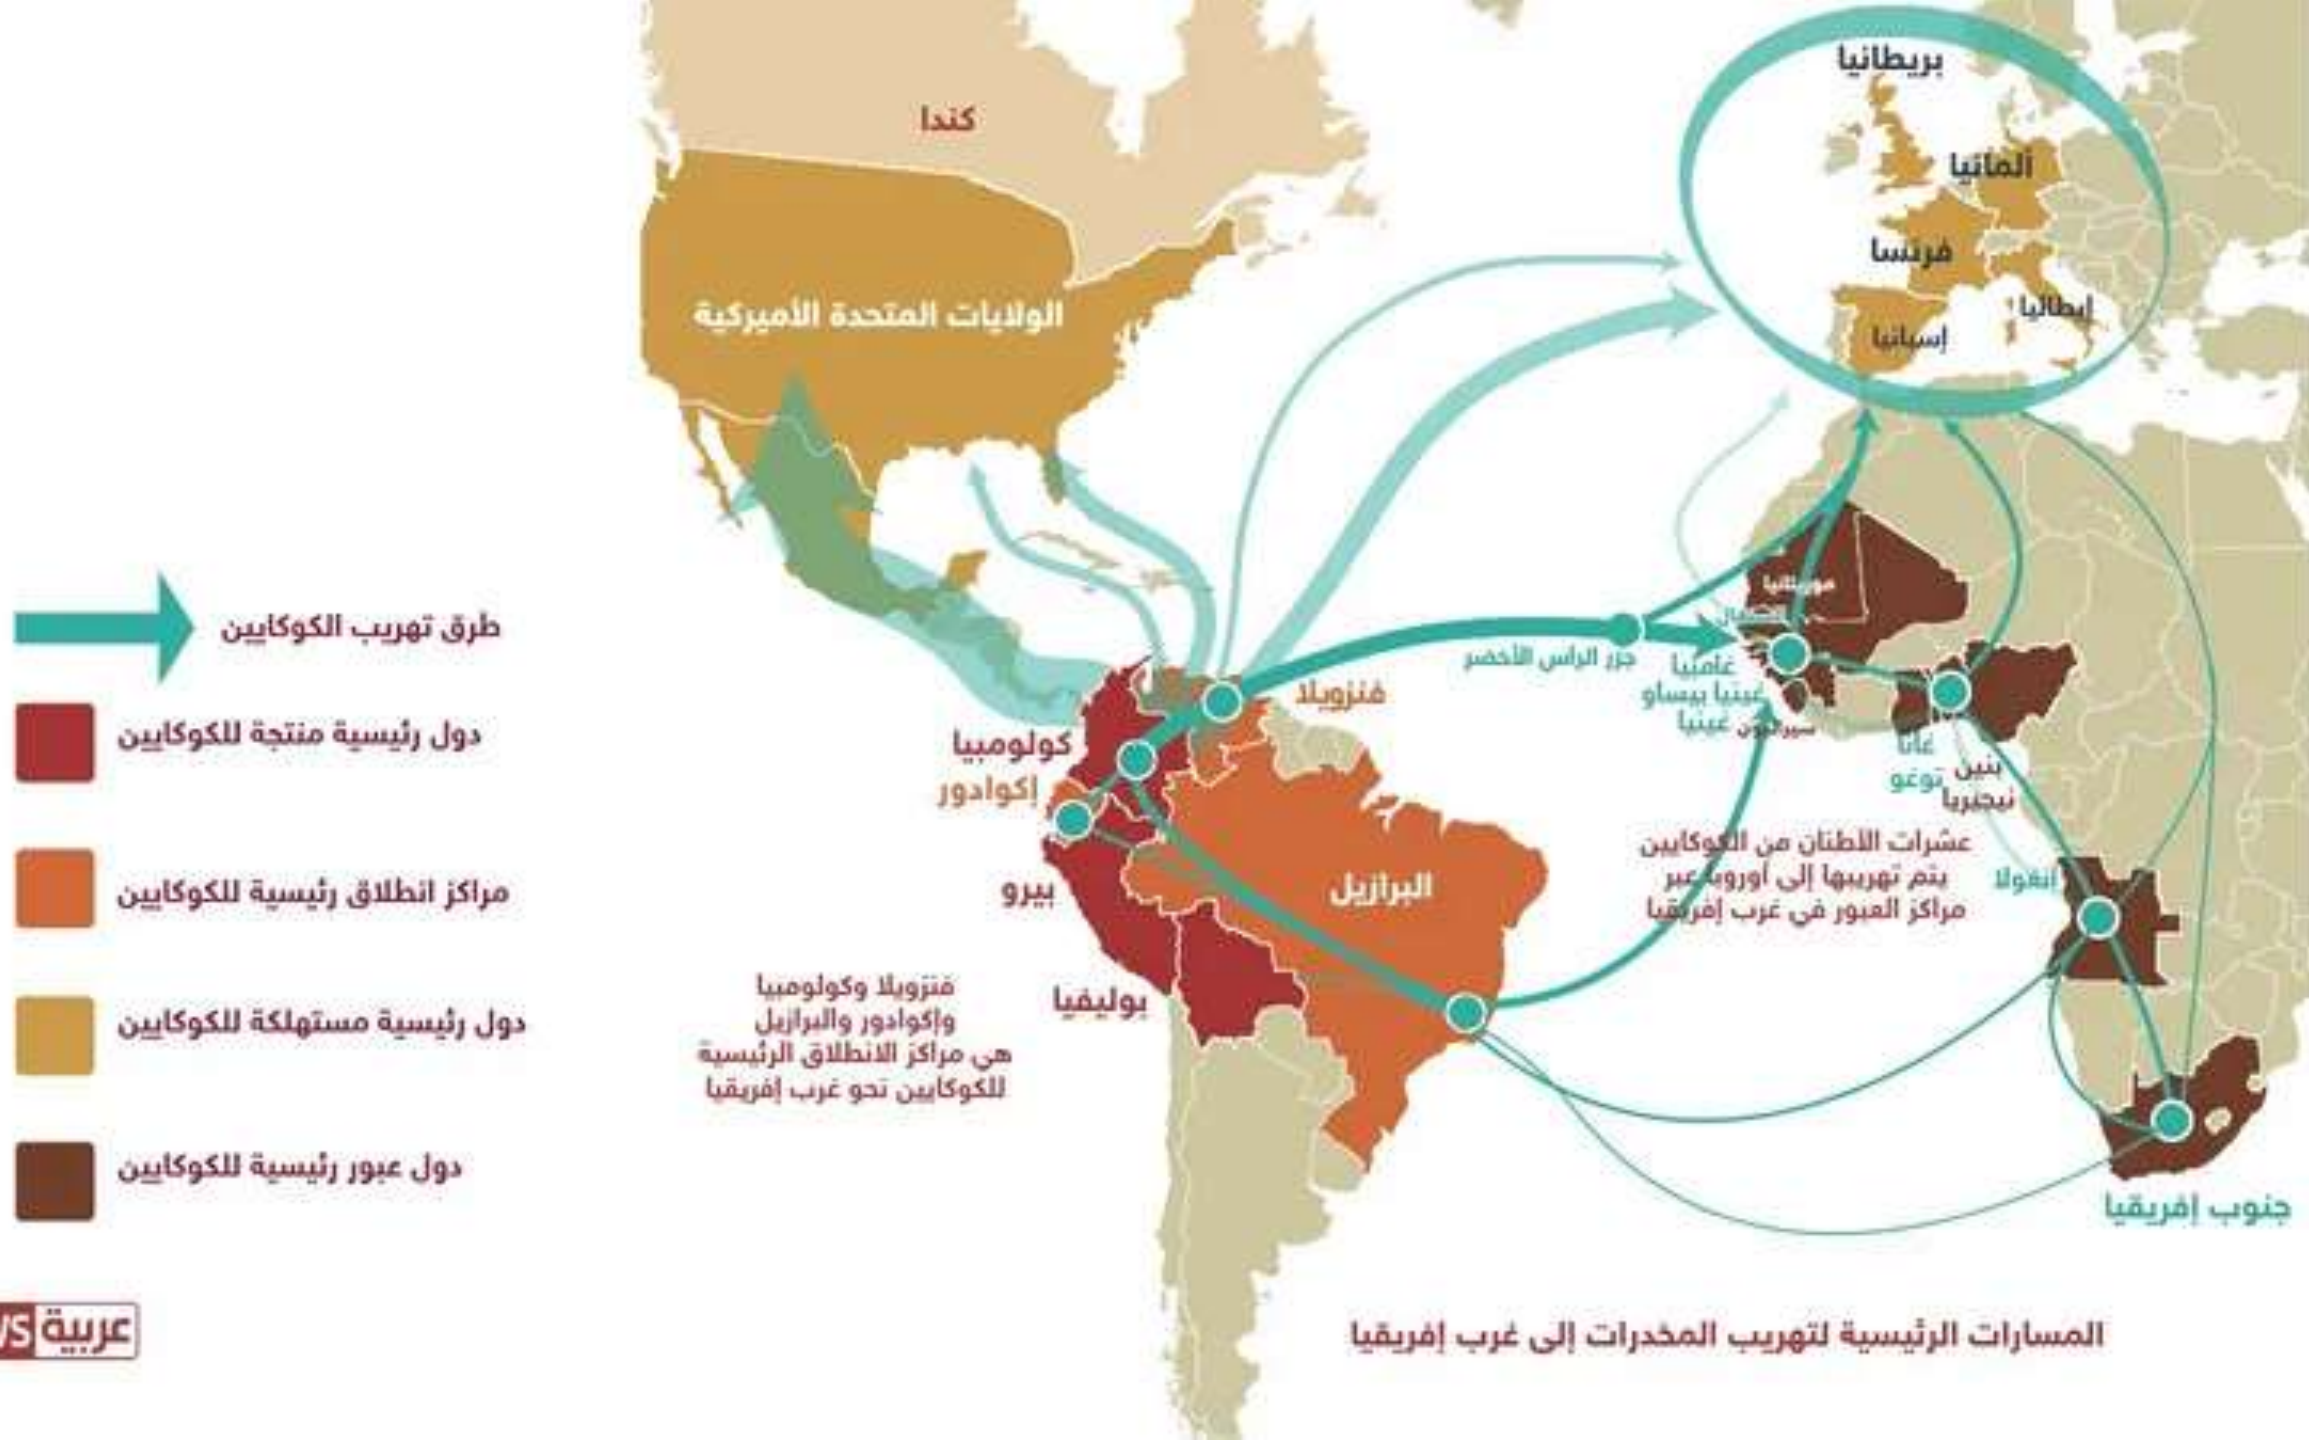 كندا
بريطانيا
ألمانيا
فرنسا
إيطاليا
إسبانيا
الولايات المتحدة الأميركية
موريتانيا
جزر الرأس الأخضر
غامبيا
غينيا بيساو
غينيا
سيراليون
غانا
توغو
بنين
نيجيريا
فنزويلا
كولومبيا
إكوادور
بيرو
البرازيل
بوليفيا
أنغولا
عشرات الأطنان من الكوكايين
يتم تهريبها إلى أوروبا عبر
مراكز العبور في غرب إفريقيا
فنزويلا وكولومبيا
وإكوادور والبرازيل
هي مراكز الانطلاق الرئيسية
للكوكايين نحو غرب إفريقيا
جنوب إفريقيا
طرق تهريب الكوكايين
دول رئيسية منتجة للكوكايين
مراكز انطلاق رئيسية للكوكايين
دول رئيسية مستهلكة للكوكايين
دول عبور رئيسية للكوكايين
المسارات الرئيسية لتهريب المخدرات إلى غرب إفريقيا
عربية